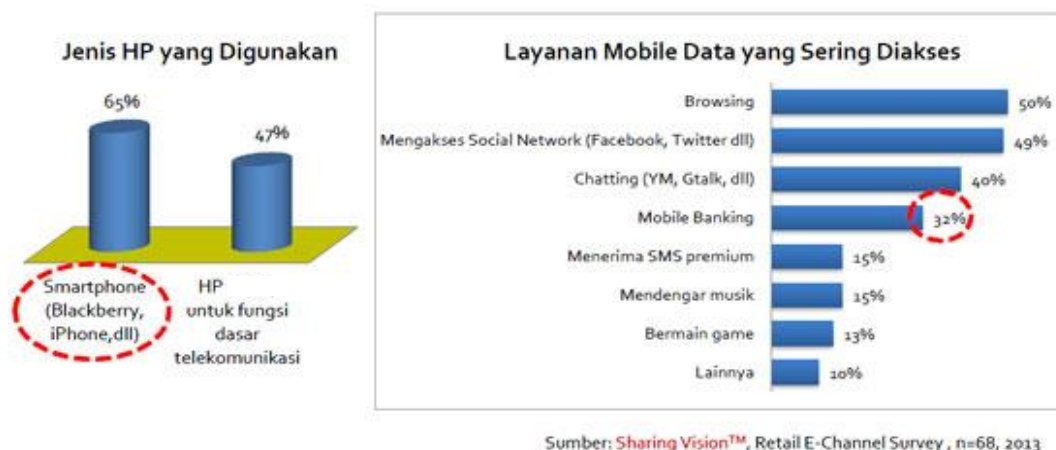 Jenis HP yang Digunakan
65%
47%
Smartphone
(Blackberry,
iPhone,dll)
HP
untuk fungsi
dasar
telekomunikasi
Layanan Mobile Data yang Sering Diakses
Browsing 50%
Mengakses Social Network (Facebook, Twitter dll) 49%
Chatting (YM, Gtalk, dll) 40%
Mobile Banking 32%
Menerima SMS premium 15%
Mendengar musik 15%
Bermain game 13%
Lainnya 10%
Sumber: Sharing Vision™, Retail E-Channel Survey , n=68, 2013